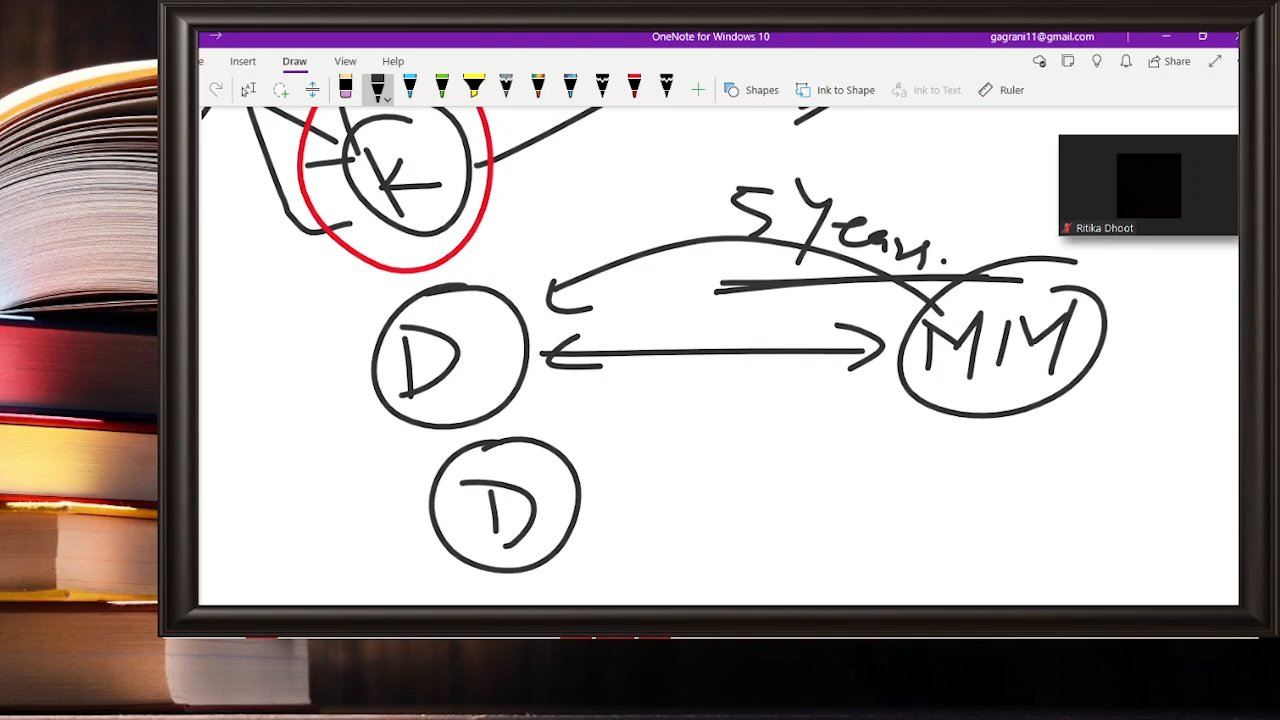 OneNote for Windows 10 gagrani11@gmail.com
Insert Draw View Help Share
Shapes Ink to Shape Ink to Text Ruler
K
5 Years.
Ritika Dhoot
D MM
D